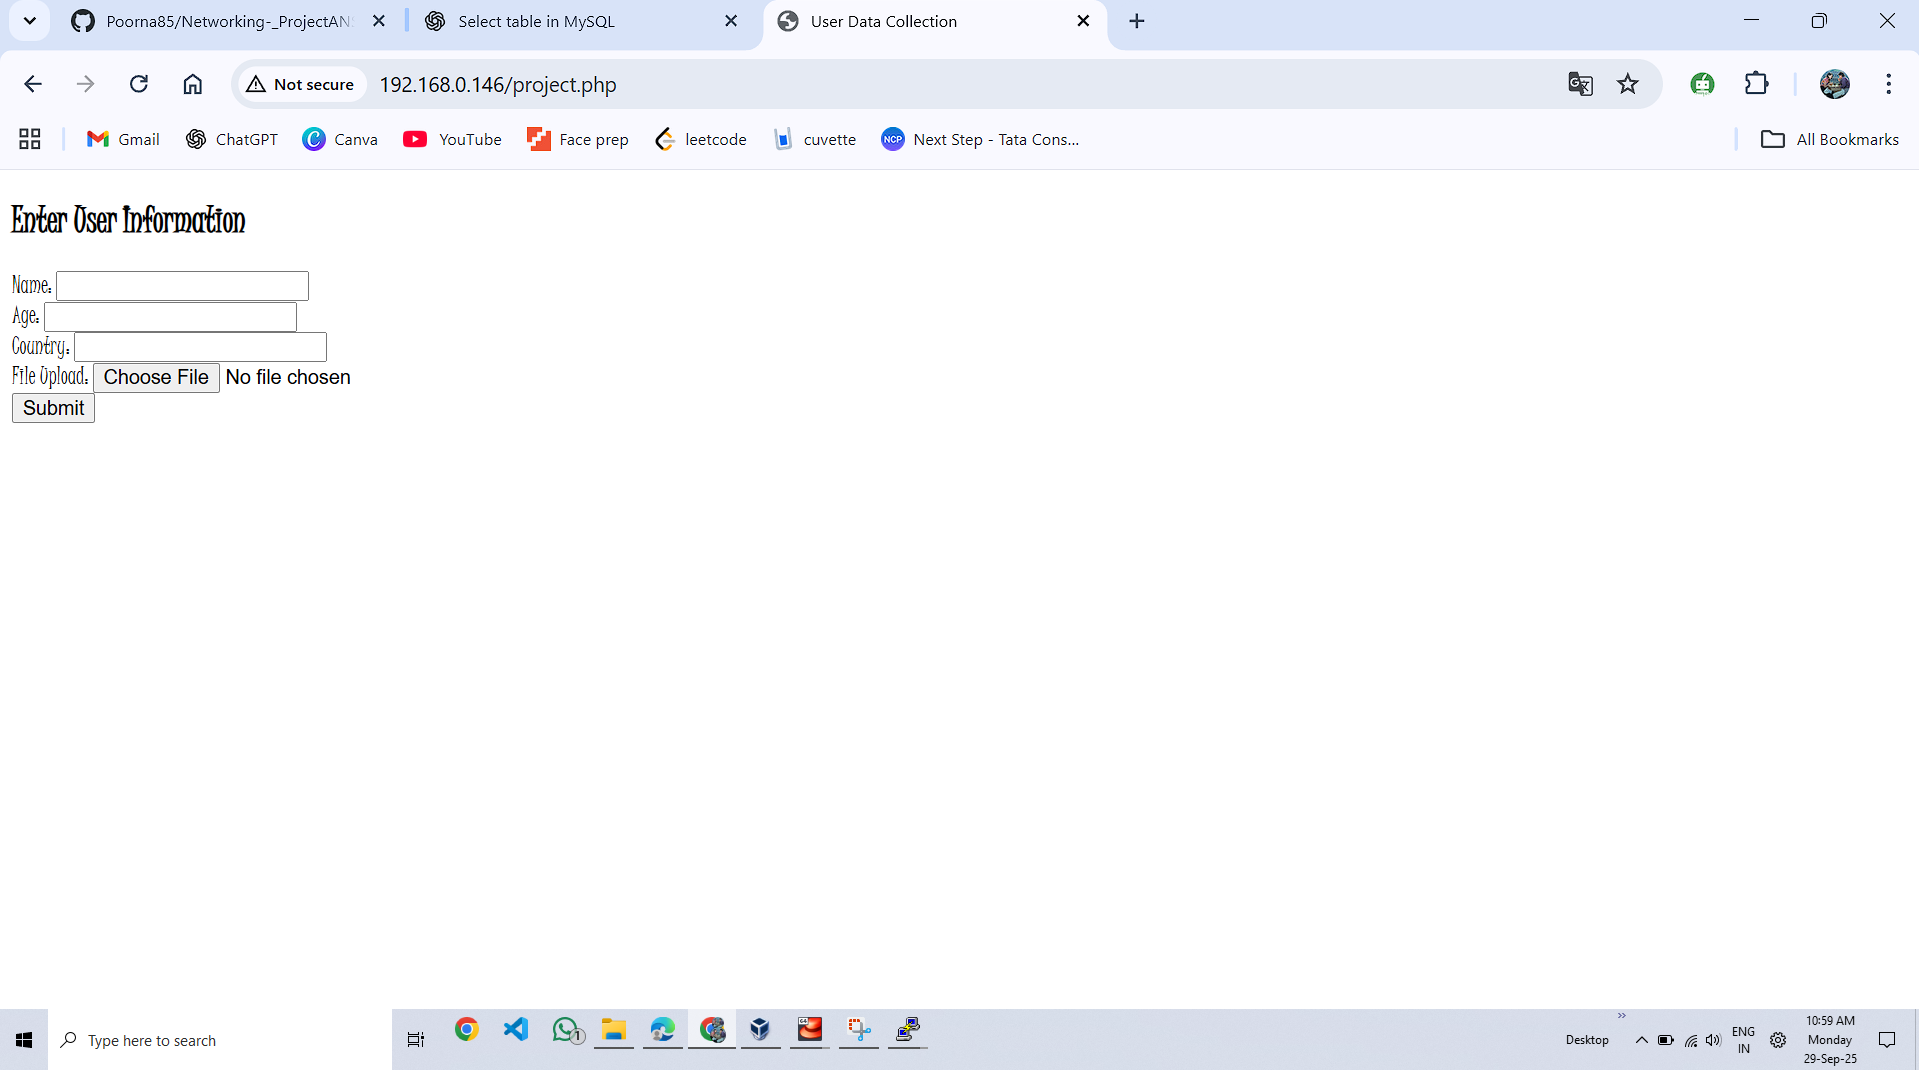 Poorna85/Networking-_ProjectAN
Select table in MySQL
User Data Collection
Not secure
192.168.0.146/project.php
Gmail
ChatGPT
Canva
YouTube
Face prep
leetcode
NCP
cuvette
Next Step - Tata Cons...
All Bookmarks
Enter User Information
Name:
Age:
Country:
File Upload: Choose File No file chosen
Submit
Type here to search
1
64
Desktop
ENG
IN
10:59 AM
Monday
29-Sep-25